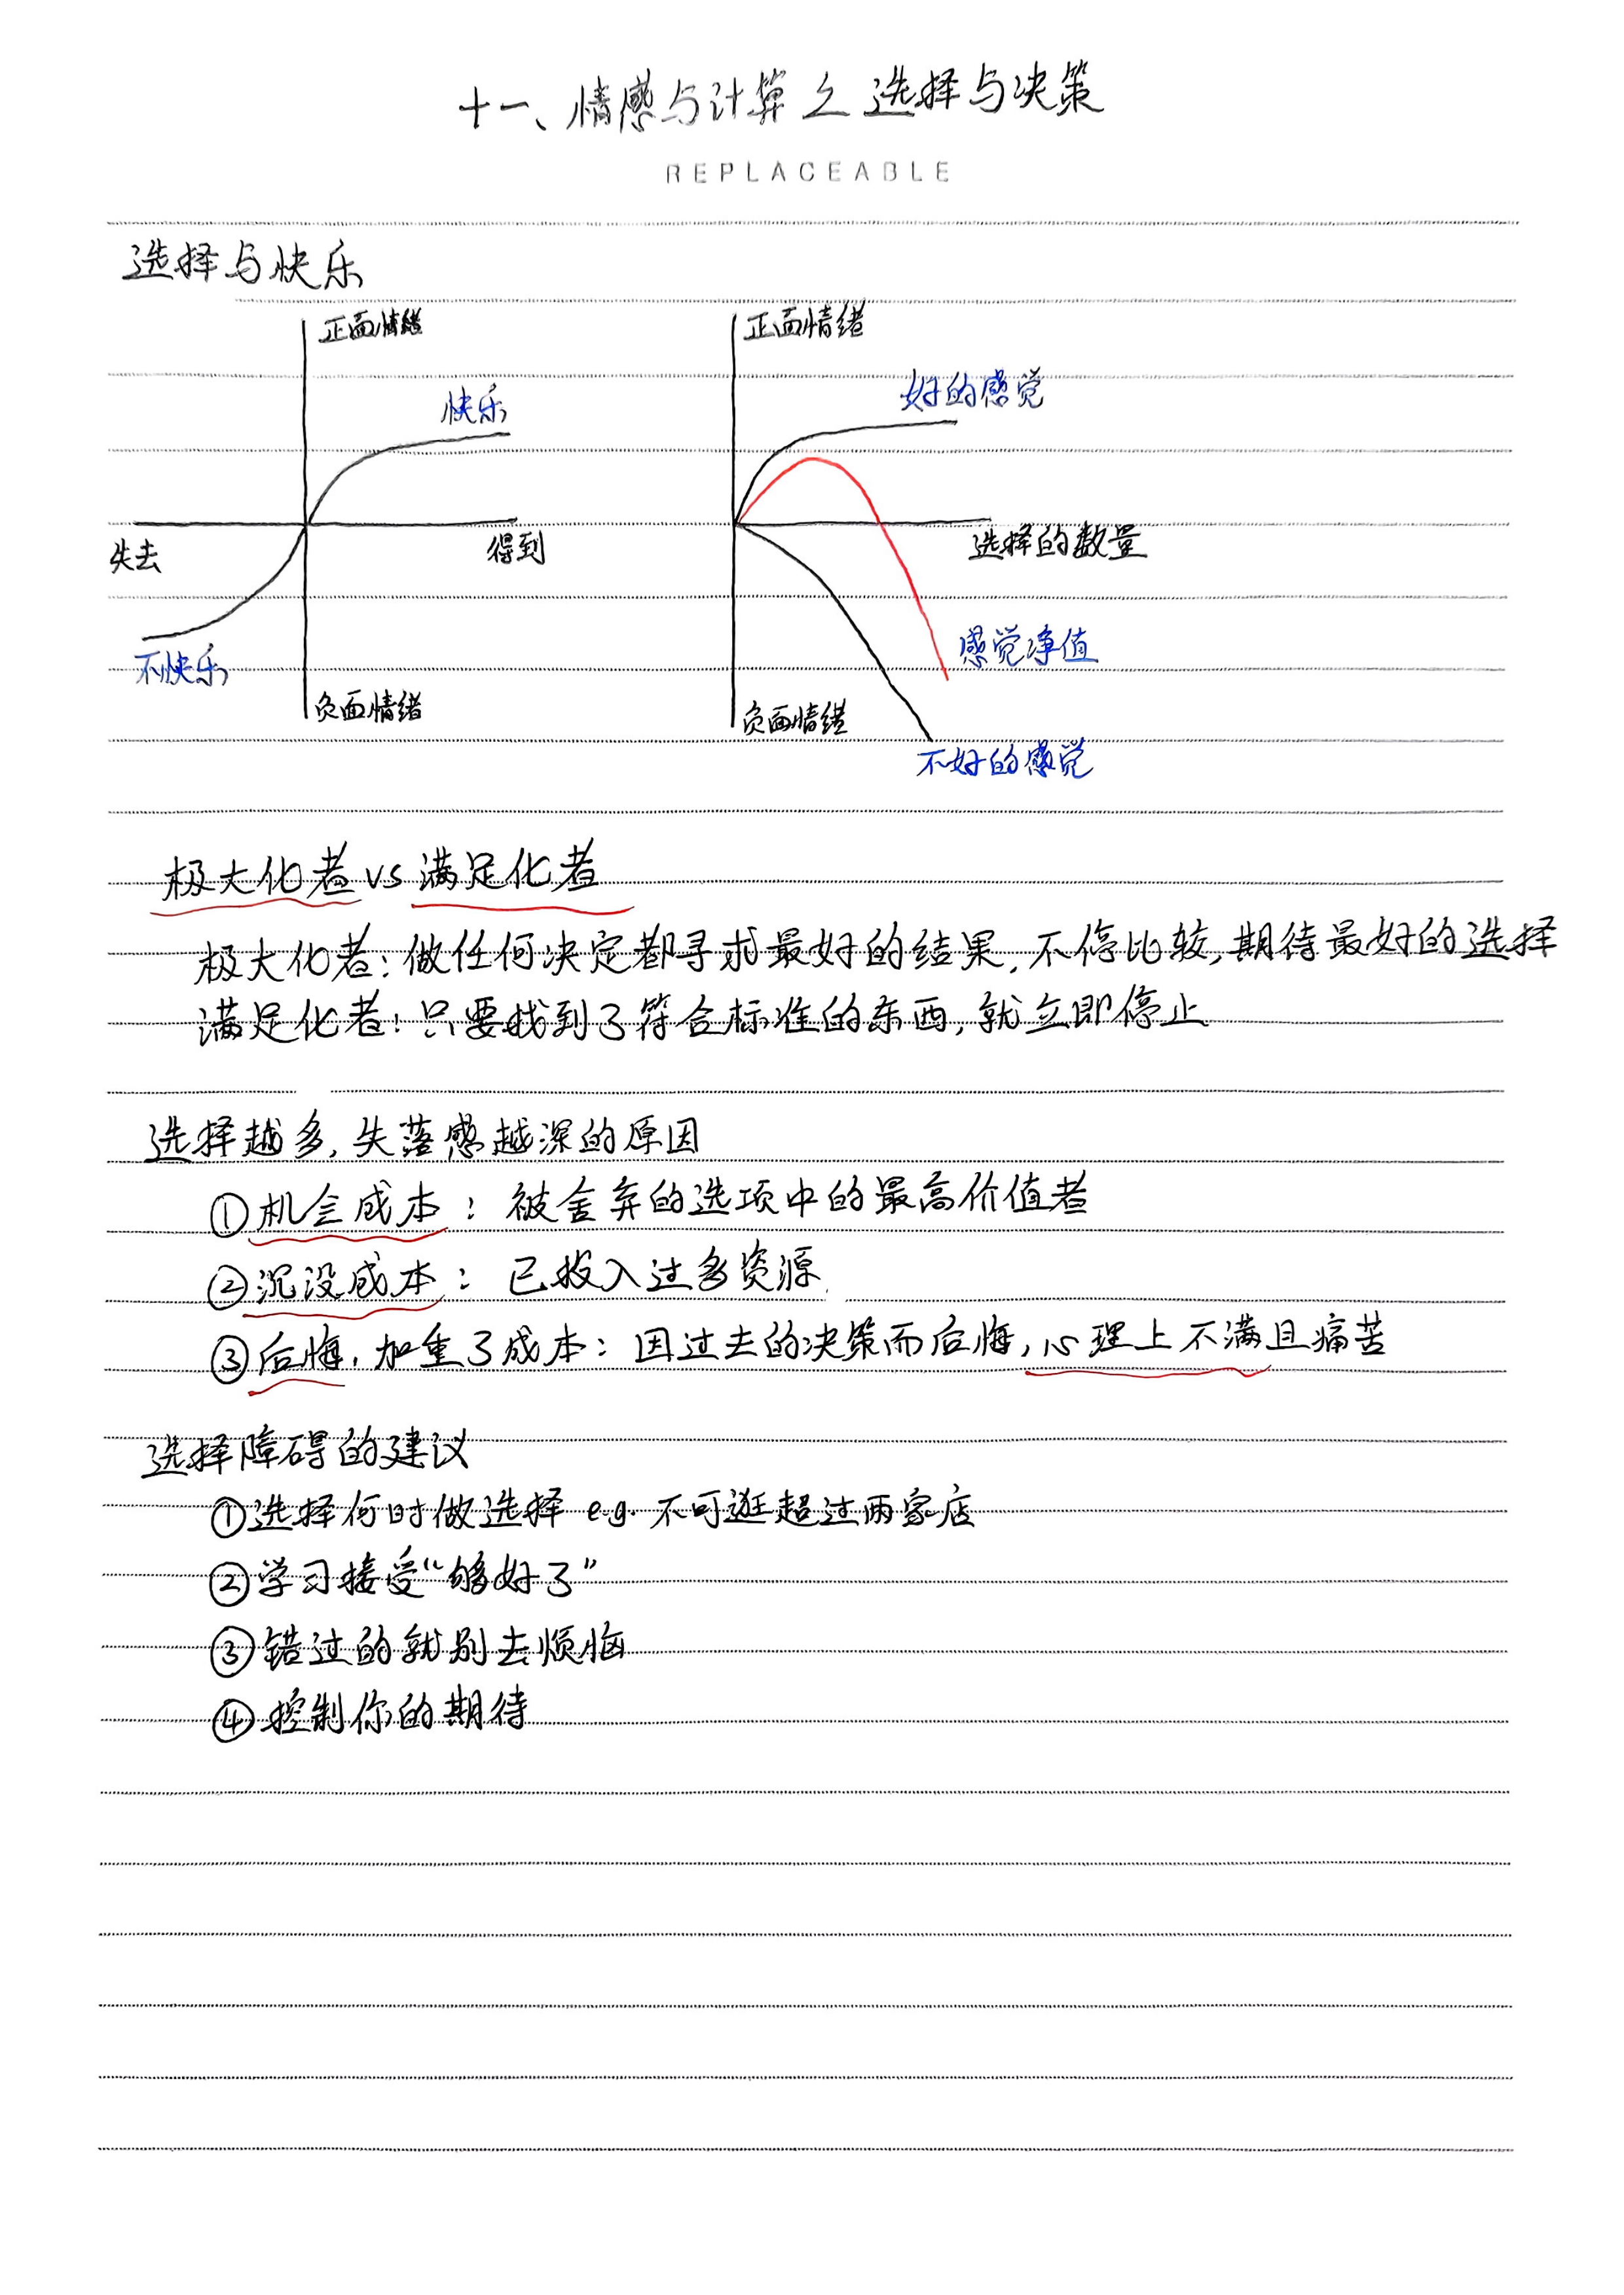 十一、情感与计算之选择与决策
REPLACEABLE
选择与快乐
正面情绪
快乐
失去
得到
不快乐
负面情绪
正面情绪
好的感觉
选择的数量
感觉净值
负面情绪
不好的感觉
极大化者 vs 满足化者
极大化者：做任何决定都寻求最好的结果，不停比较，期待最好的选择
满足化者：只要找到了符合标准的东西，就立即停止
选择越多，失落感越深的原因
①机会成本：被舍弃的选项中的最高价值者
②沉没成本：已投入过多资源
③后悔，加重了成本：因过去的决策而后悔，心理上不满且痛苦
选择障碍的建议
①选择何时做选择 e.g. 不可逛超过两家店
②学习接受“够好了”
③错过的就别去烦恼
④控制你的期待